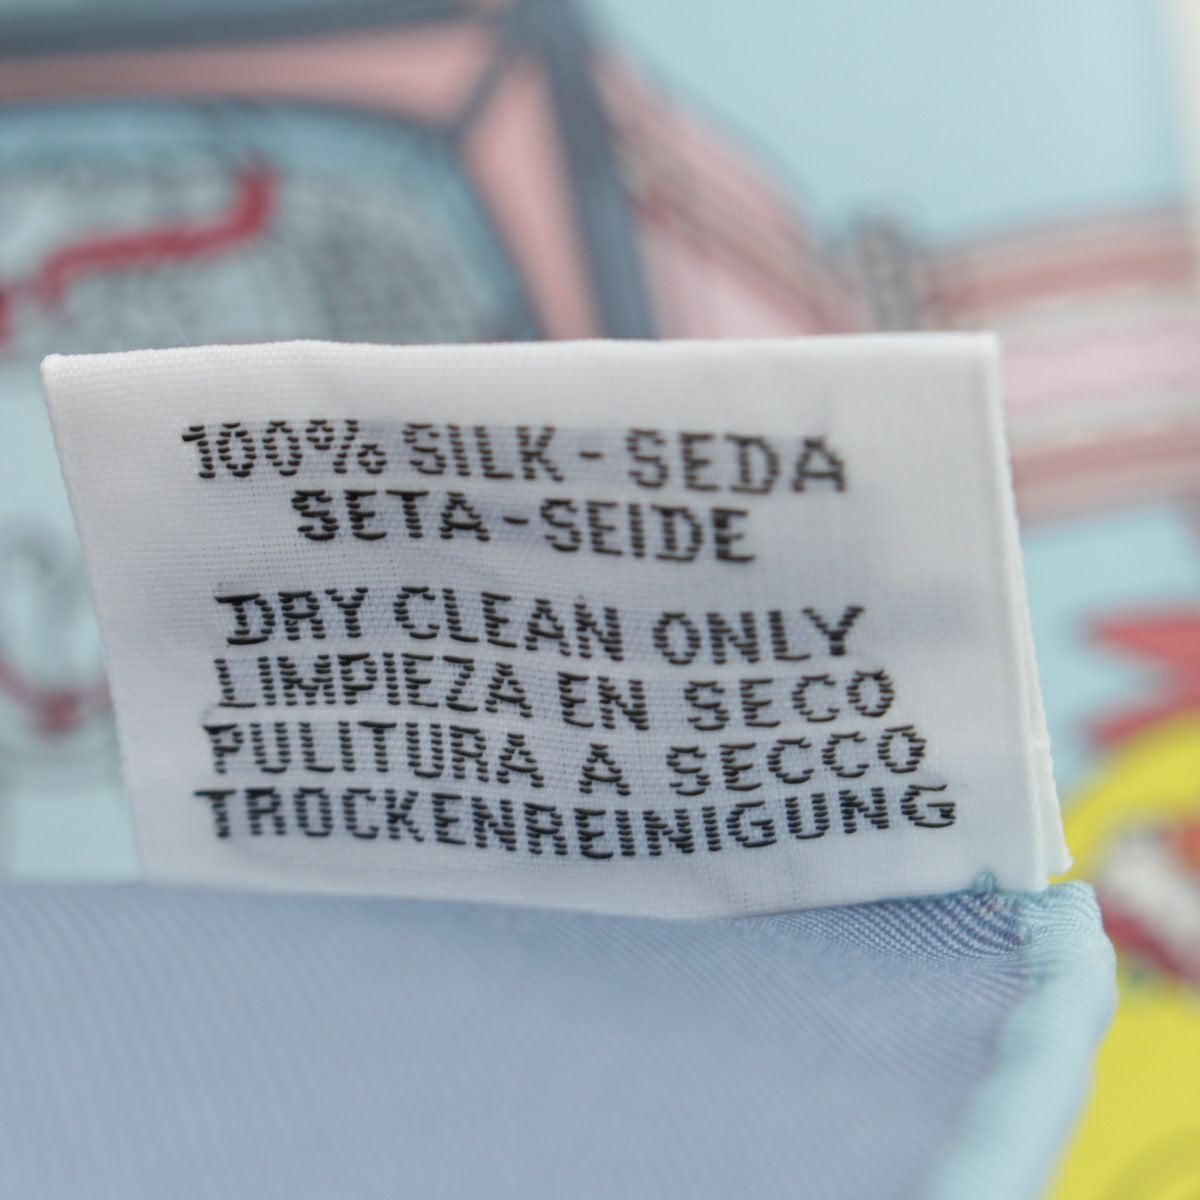 100% SILK - SEDA
SETA - SEIDE
DRY CLEAN ONLY
LIMPIEZA EN SECO
PULITURA A SECCO
TROCKENREINIGUNG